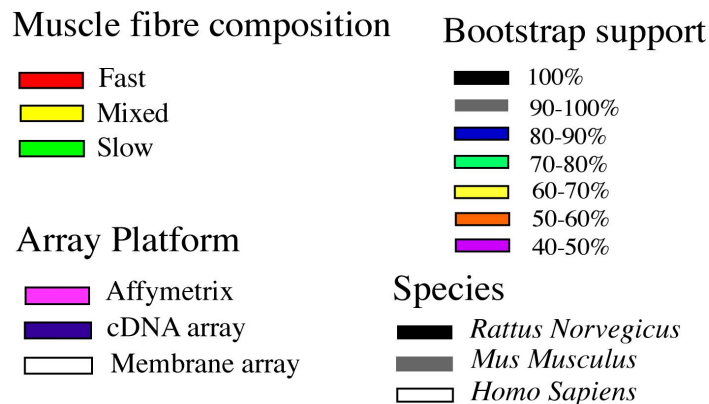 Muscle fibre composition
Fast
Mixed
Slow
Bootstrap support
100%
90-100%
80-90%
70-80%
60-70%
50-60%
40-50%
Array Platform
Affymetrix
cDNA array
Membrane array
Species
Rattus Norvegicus
Mus Musculus
Homo Sapiens